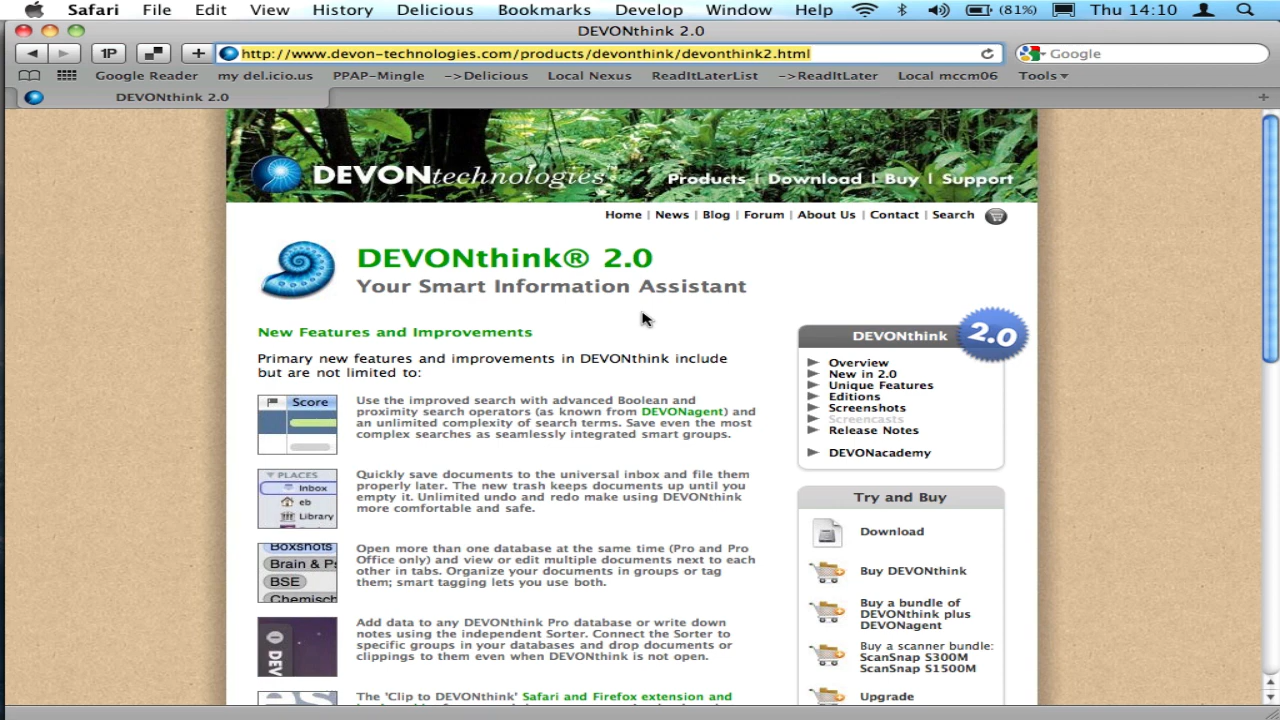 Safari File Edit View History Delicious Bookmarks Develop Window Help (81%) Thu 14:10
DEVONthink 2.0
1P + http://www.devon-technologies.com/products/devonthink/devonthink2.html Google
Google Reader my del.icio.us PPAP-Mingle ->Delicious Local Nexus ReadItLaterList ->ReadItLater Local mccm06 Tools
DEVONthink 2.0
DEVONtechnologies
Products | Download | Buy | Support
Home | News | Blog | Forum | About Us | Contact | Search
DEVONthink® 2.0
Your Smart Information Assistant
New Features and Improvements
Primary new features and improvements in DEVONthink include
but are not limited to:
Score
Use the improved search with advanced Boolean and
proximity search operators (as known from DEVONagent) and
an unlimited complexity of search terms. Save even the most
complex searches as seamlessly integrated smart groups.
PLACES
Inbox
eb
Library
Quickly save documents to the universal inbox and file them
properly later. The new trash keeps documents up until you
empty it. Unlimited undo and redo make using DEVONthink
more comfortable and safe.
Boxshots
Brain & Ps
BSE
Chemisch
Open more than one database at the same time (Pro and Pro
Office only) and view or edit multiple documents next to each
other in tabs. Organize your documents in groups or tag
them; smart tagging lets you use both.
DEV
Add data to any DEVONthink Pro database or write down
notes using the independent Sorter. Connect the Sorter to
specific groups in your databases and drop documents or
clippings to them even when DEVONthink is not open.
The 'Clip to DEVONthink' Safari and Firefox extension and
DEVONthink
2.0
Overview
New in 2.0
Unique Features
Editions
Screenshots
Screencasts
Release Notes
DEVONacademy
Try and Buy
Download
Buy DEVONthink
Buy a bundle of
DEVONthink plus
DEVONagent
Buy a scanner bundle:
ScanSnap S300M
ScanSnap S1500M
Upgrade